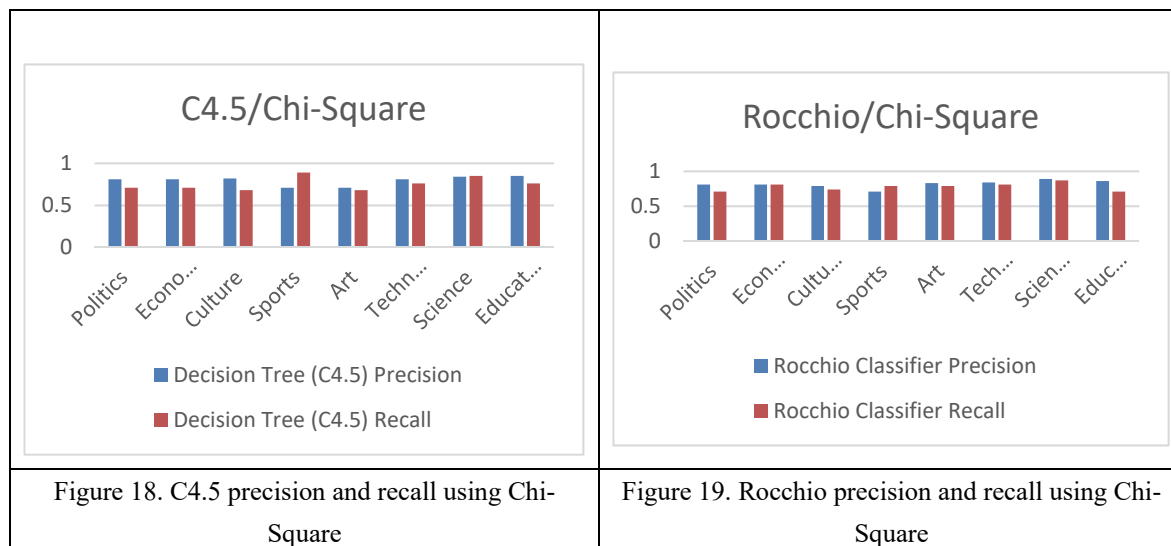 C4.5/Chi-Square
1
0.5
0
Politics
Econo...
Culture
Sports
Art
Techn...
Science
Educat...
Decision Tree (C4.5) Precision
Decision Tree (C4.5) Recall
Figure 18. C4.5 precision and recall using Chi-
Square
Rocchio/Chi-Square
1
0.5
0
Politics
Econ...
Cultu...
Sports
Art
Tech...
Scien...
Educ...
Rocchio Classifier Precision
Rocchio Classifier Recall
Figure 19. Rocchio precision and recall using Chi-
Square